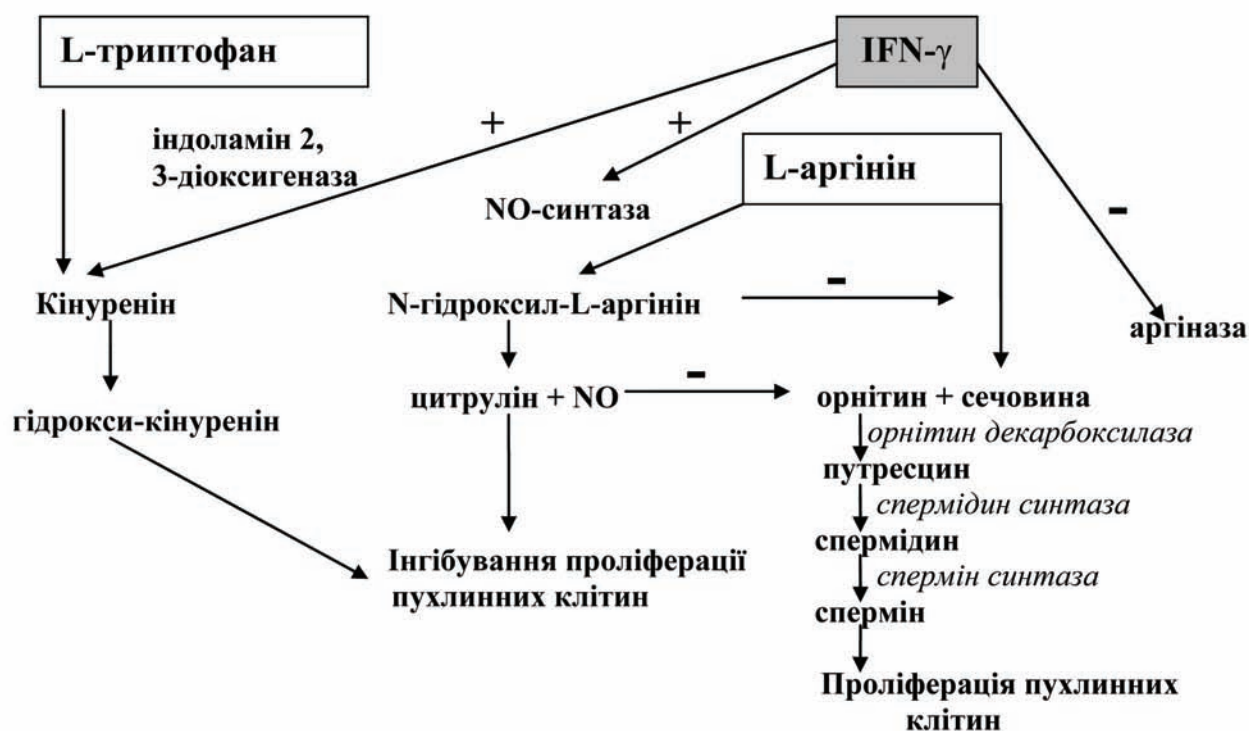 L-триптофан
IFN-γ
+
+
індоламін 2,
3-діоксигеназа
L-аргінін
-
NO-синтаза
Кінуренін
N-гідроксил-L-аргінін
-
аргіназа
цитрулін + NO
-
орнітин + сечовина
гідрокси-кінуренін
орнітин декарбоксилаза
путресцин
спермідин синтаза
спермідин
Інгібування проліферації
пухлинних клітин
спермін синтаза
спермін
Проліферація пухлинних
клітин